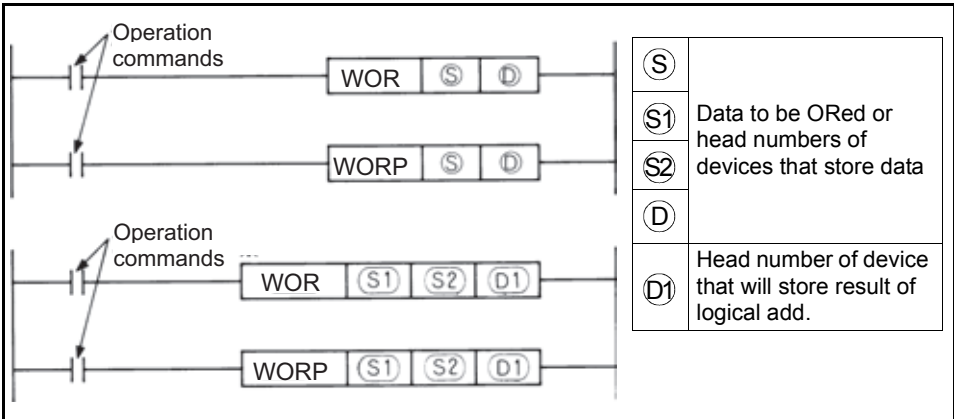 Operation
commands
WOR S D
WORP S D
Operation
commands
WOR S1 S2 D1
WORP S1 S2 D1
S
S1
S2
D
Data to be ORed or
head numbers of
devices that store data
D1
Head number of device
that will store result of
logical add.